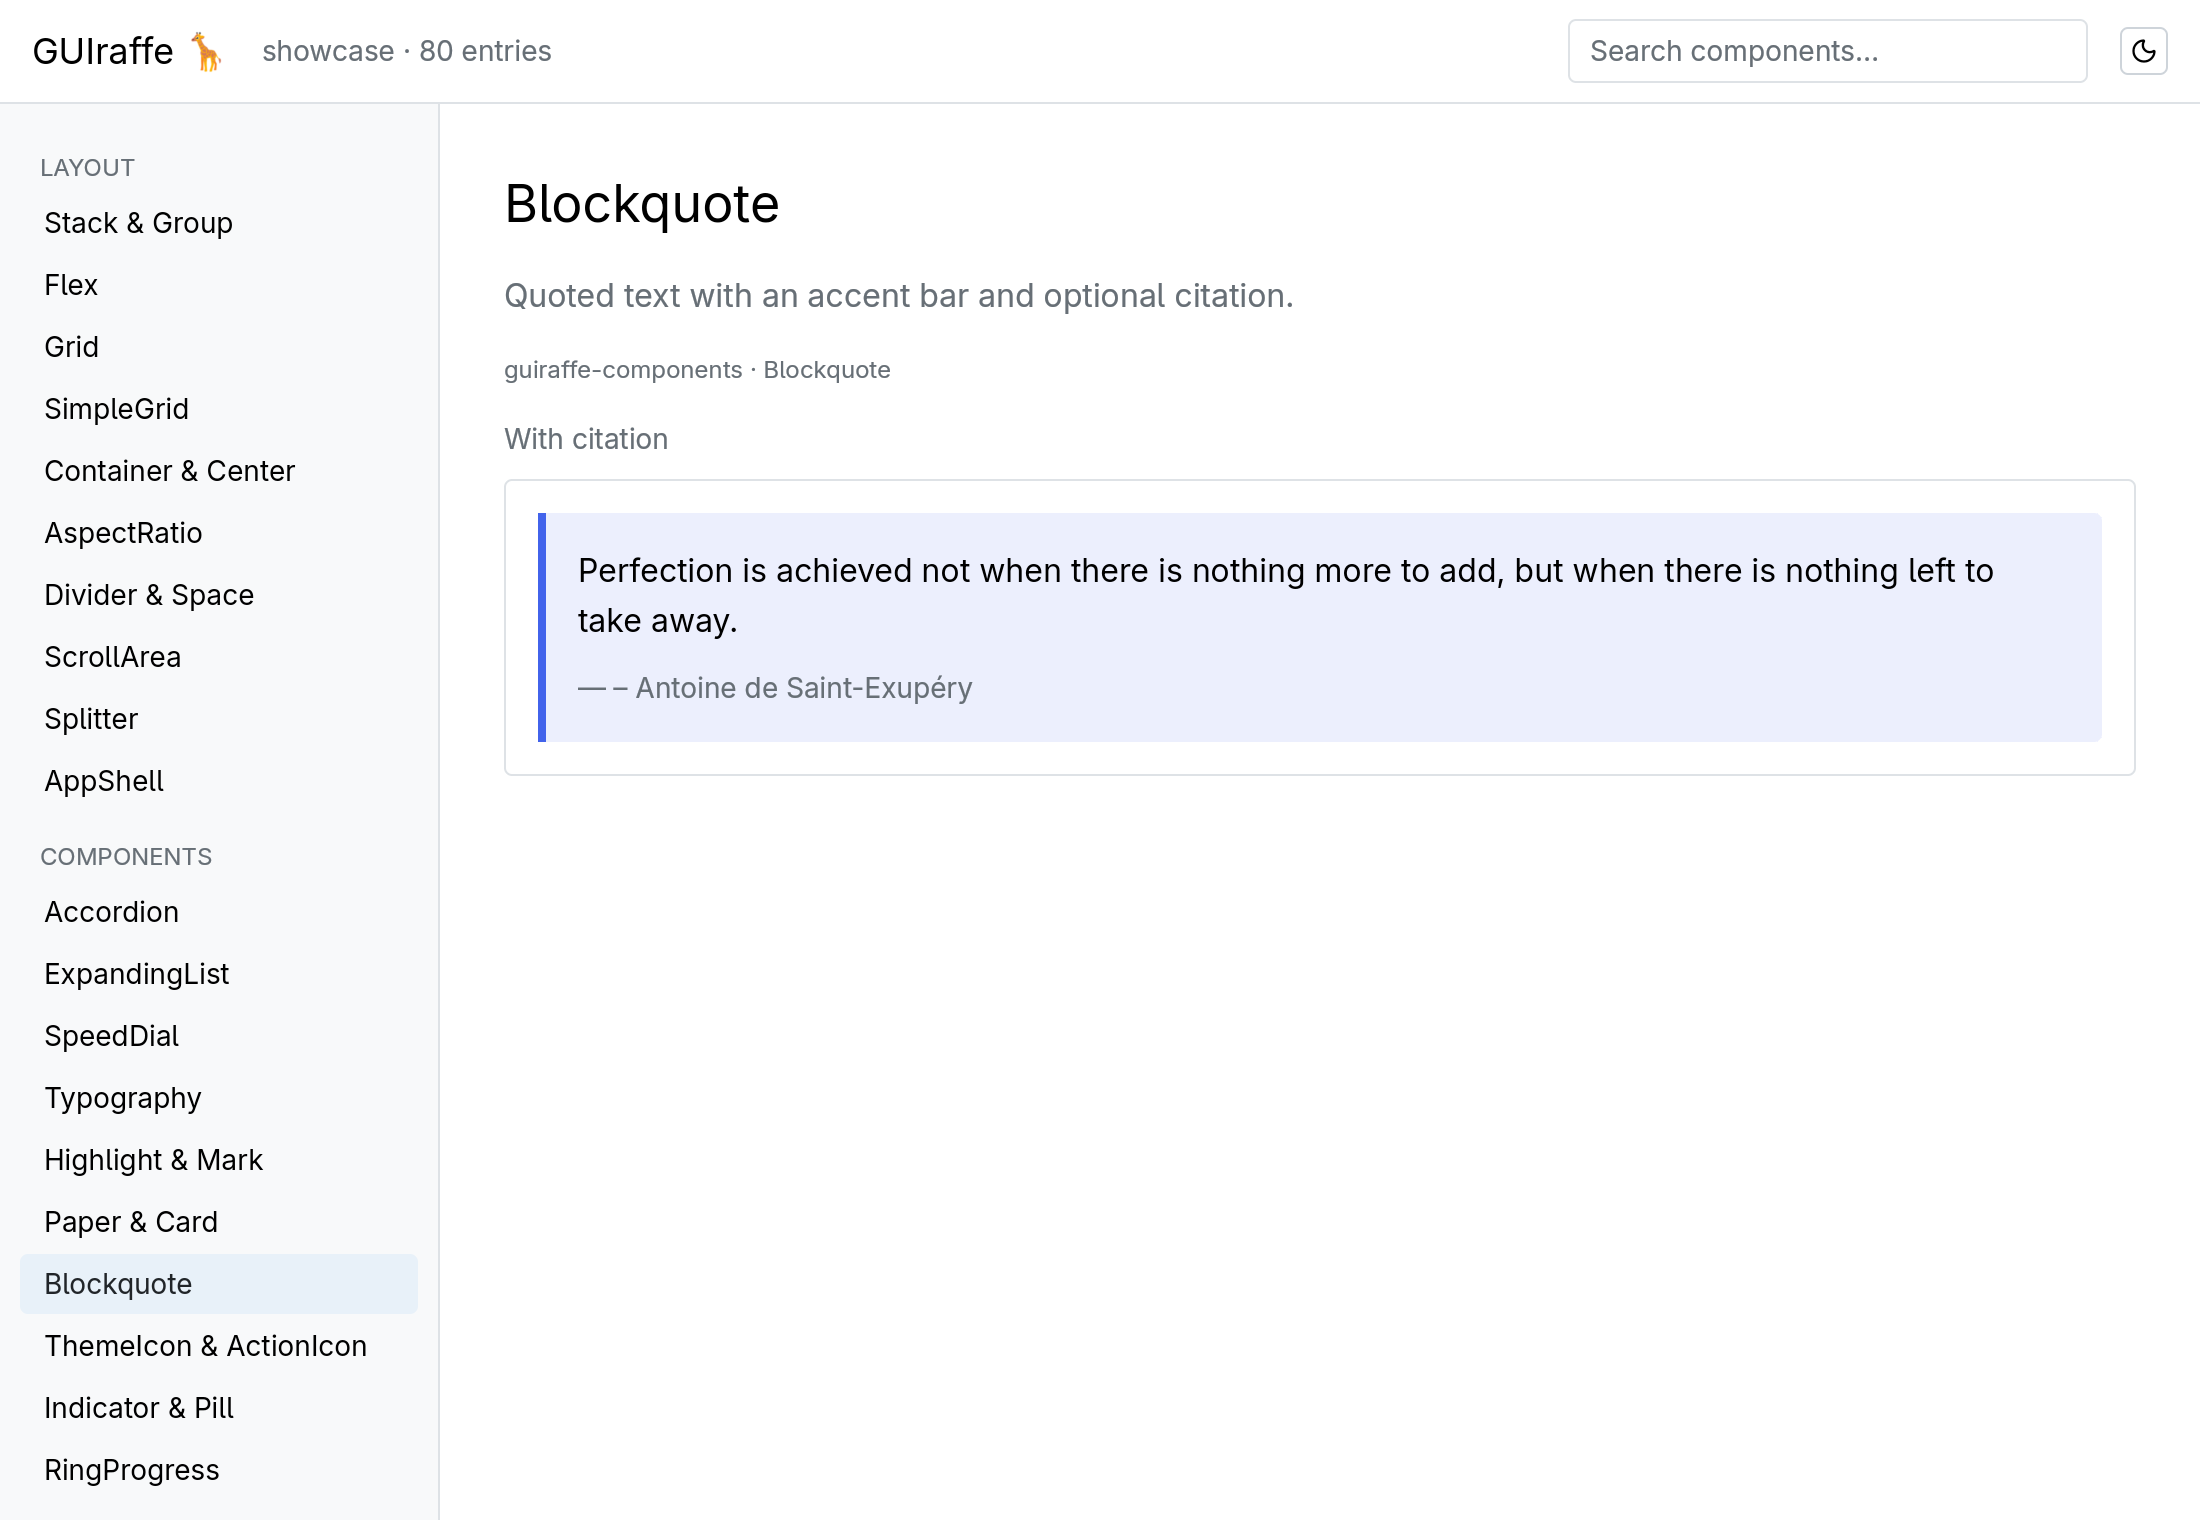 GUIraffe 🦒 showcase · 80 entries
Search components...
LAYOUT
Stack & Group
Flex
Grid
SimpleGrid
Container & Center
AspectRatio
Divider & Space
ScrollArea
Splitter
AppShell
COMPONENTS
Accordion
ExpandingList
SpeedDial
Typography
Highlight & Mark
Paper & Card
Blockquote
ThemeIcon & ActionIcon
Indicator & Pill
RingProgress
Blockquote
Quoted text with an accent bar and optional citation.
guiraffe-components · Blockquote
With citation
Perfection is achieved not when there is nothing more to add, but when there is nothing left to
take away.
— – Antoine de Saint-Exupéry